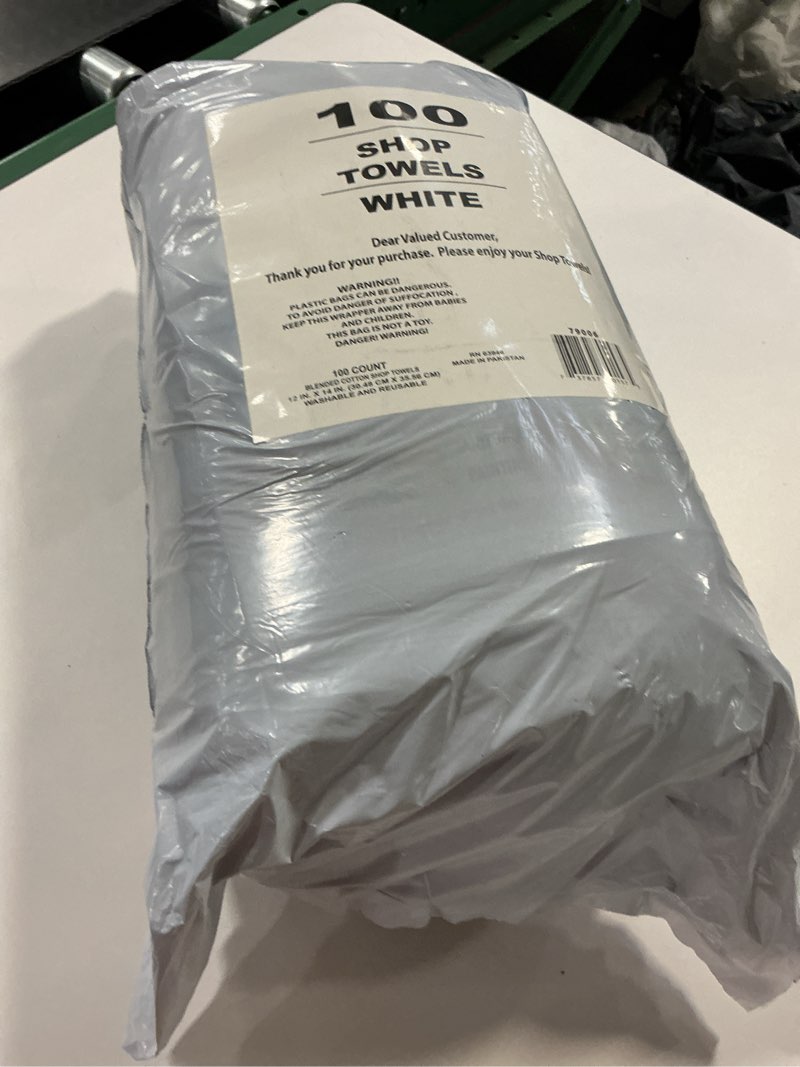 100
SHOP
TOWELS
WHITE
Dear Valued Customer,
Thank you for your purchase. Please enjoy your Shop Towels!
WARNING!!
PLASTIC BAGS CAN BE DANGEROUS.
TO AVOID DANGER OF SUFFOCATION,
KEEP THIS WRAPPER AWAY FROM BABIES
AND CHILDREN.
THIS BAG IS NOT A TOY.
DANGER! WARNING!
100 COUNT
BLENDED COTTON SHOP TOWELS
12 IN. X 14 IN. (30.48 CM X 35.56 CM)
WASHABLE AND REUSABLE
RN
MADE IN PAKISTAN
79006